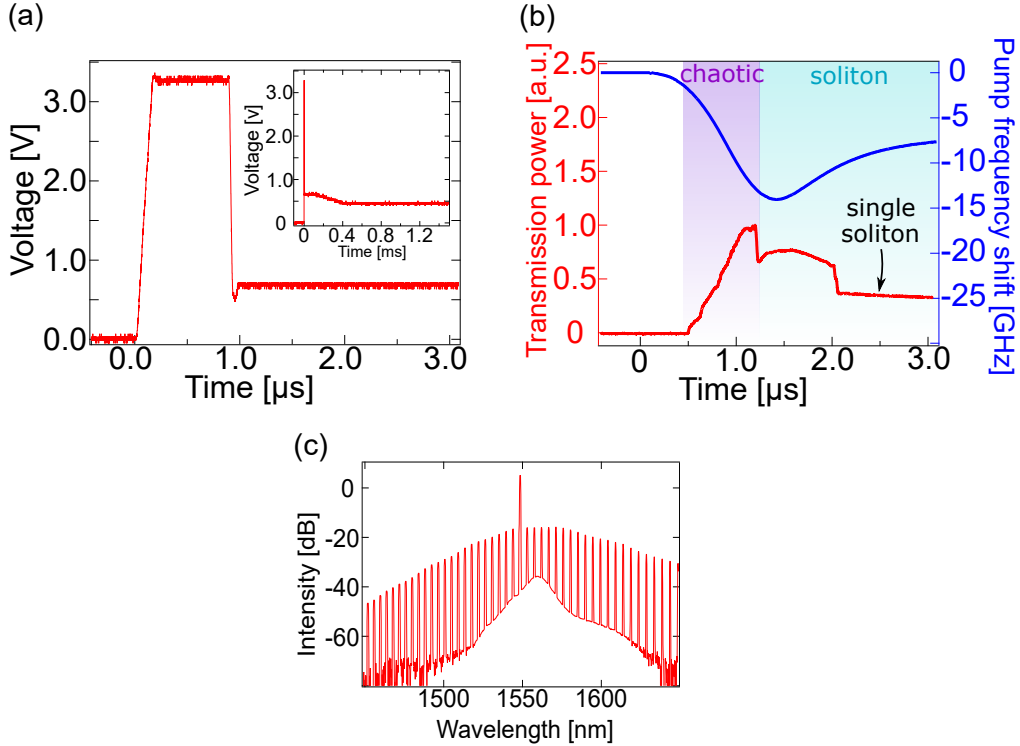 (a)
Voltage [V]
3.0
2.0
1.0
0.0
0.0
1.0
2.0
3.0
Time [µs]
Voltage [V]
3.0
2.0
1.0
0
0
0.4
0.8
1.2
Time [ms]
(b)
Transmission power [a.u.]
2.5
2.0
1.5
1.0
0.5
0
chaotic
soliton
single
soliton
0
-5
-10
-15
-20
-25
Pump frequency
shift [GHz]
0
1.0
2.0
3.0
Time [µs]
(c)
Intensity [dB]
0
-20
-40
-60
1500
1550
1600
Wavelength [nm]